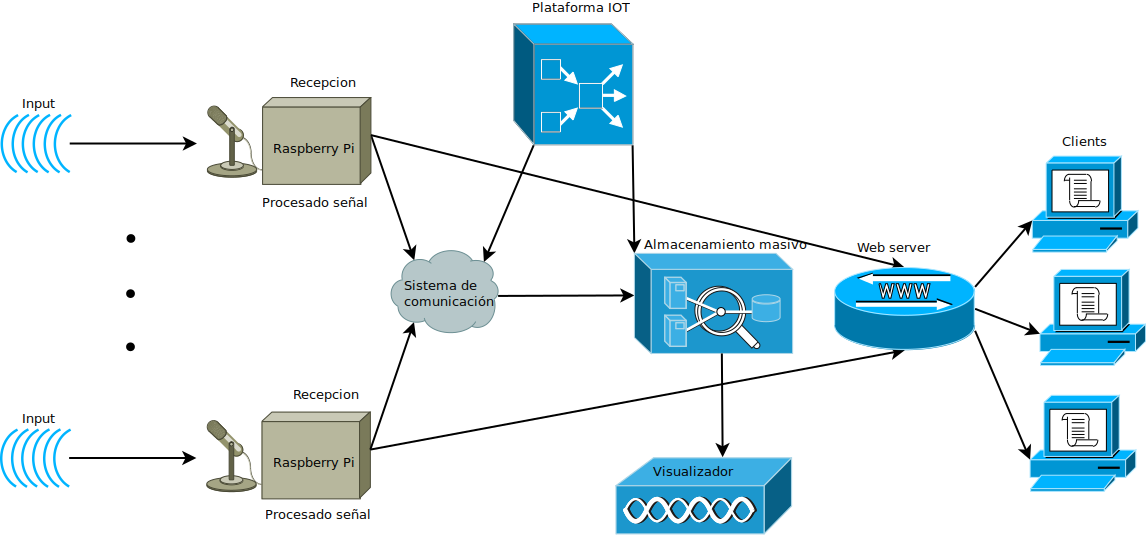 Plataforma IOT
Recepcion
Input
Raspberry Pi
Procesado señal
Clients
Almacenamiento masivo
Web server
WWW
Sistema de
comunicación
Recepcion
Input
Raspberry Pi
Procesado señal
Visualizador